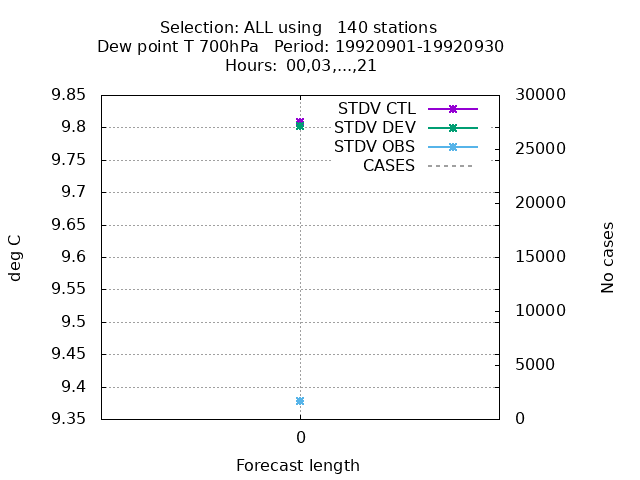 Selection: ALL using   140 stations
Dew point T 700hPa   Period: 19920901-19920930
Hours: 00,03,...,21
9.85
9.8
9.75
9.7
9.65
9.6
9.55
9.5
9.45
9.4
9.35
deg C
STDV CTL
STDV DEV
STDV OBS
CASES
30000
25000
20000
15000
10000
5000
0
No cases
0
Forecast length